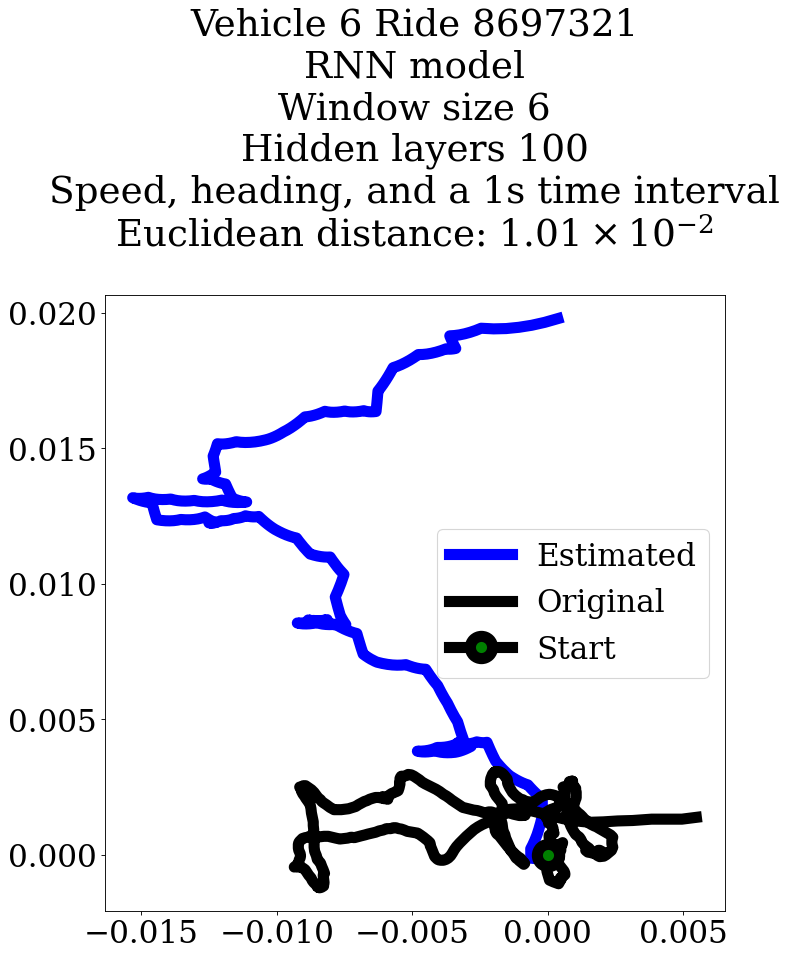 Vehicle 6 Ride 8697321
RNN model
Window size 6
Hidden layers 100
Speed, heading, and a 1s time interval
Euclidean distance: 1.01 × 10⁻²
0.020
0.015
0.010
0.005
0.000
Estimated
Original
Start
−0.015 −0.010 −0.005 0.000 0.005